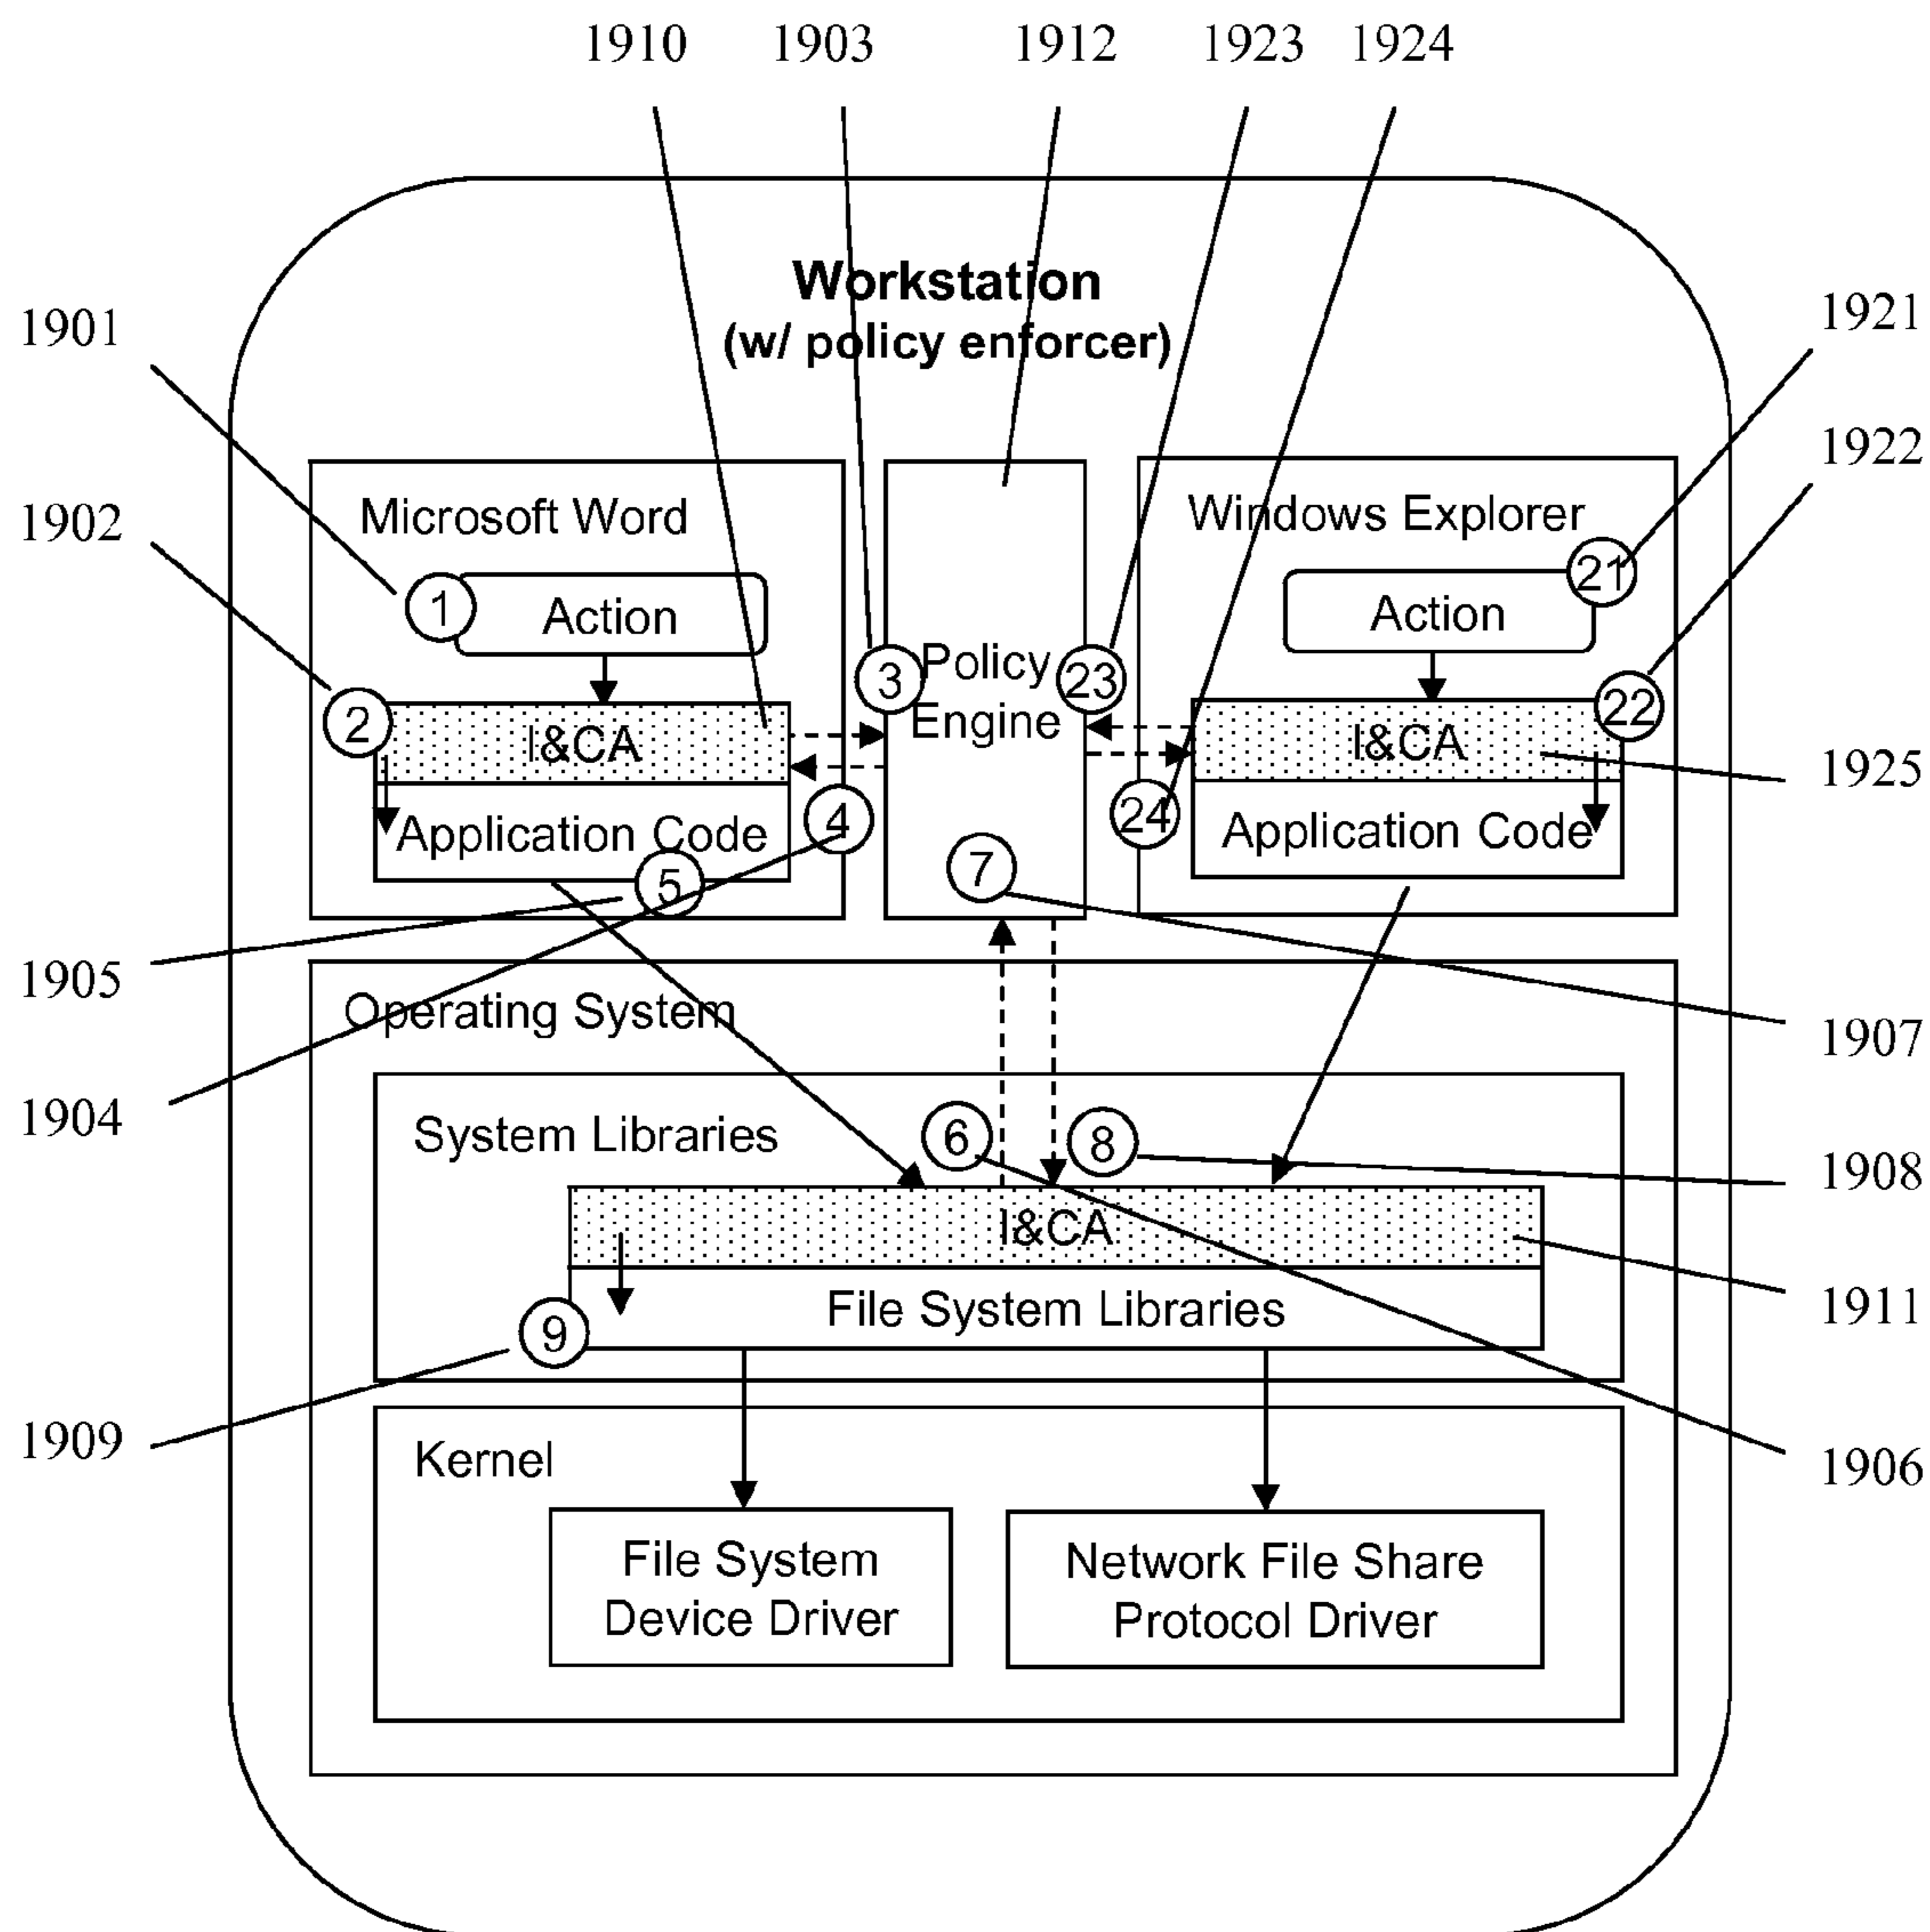 1910 1903 1912 1923 1924
Workstation
(w/ policy enforcer)
1901
1902
1921
1922
Microsoft Word
1
Action
2
I&CA
Application Code
4
5
3
Policy
Engine
23
7
Windows Explorer
21
Action
22
I&CA
24
Application Code
1925
1905
1904
1907
Operating System
System Libraries
6
8
1908
I&CA
File System Libraries
9
1911
1909
1906
Kernel
File System
Device Driver
Network File Share
Protocol Driver